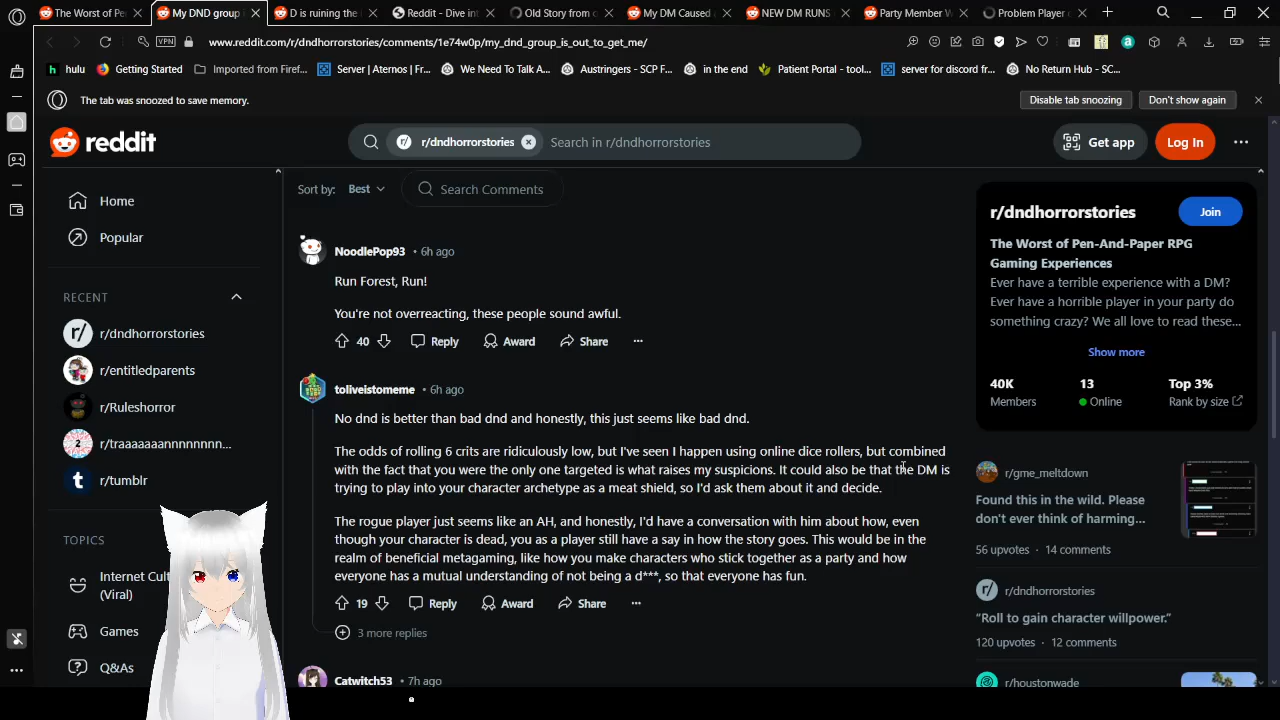 The Worst of Pe
My DND group i
D is ruining the
Reddit - Dive int
Old Story from o
My DM Caused
NEW DM RUNS
Party Member W
Problem Player o
VPN
www.reddit.com/r/dndhorrorstories/comment/1e74w0p/my_dnd_group_is_out_to_get_me/
hulu
Getting Started
Imported from Firef...
Server | Aternos | Fr...
We Need To Talk A...
Austringers - SCP F...
in the end
Patient Portal - tool...
server for discord fr...
No Return Hub - SC...
The tab was snoozed to save memory.
Disable tab snoozing
Don't show again
reddit
r/dndhorrorstories
Search in r/dndhorrorstories
Get app
Log In
Home
Popular
RECENT
r/dndhorrorstories
r/entitledparents
r/Ruleshorror
r/traaaaaaannnnnnnn...
r/tumblr
TOPICS
Internet Cult
(Viral)
Games
Q&As
Sort by:
Best
Search Comments
NoodlePop93 • 6h ago
Run Forest, Run!
You're not overreacting, these people sound awful.
40
Reply
Award
Share
toliveistomeme • 6h ago
No dnd is better than bad dnd and honestly, this just seems like bad dnd.
The odds of rolling 6 crits are ridiculously low, but I've seen I happen using online dice rollers, but combined
with the fact that you were the only one targeted is what raises my suspicions. It could also be that the DM is
trying to play into your character archetype as a meat shield, so I'd ask them about it and decide.
The rogue player just seems like an AH, and honestly, I'd have a conversation with him about how, even
though your character is dead, you as a player still have a say in how the story goes. This would be in the
realm of beneficial metagaming, like how you make characters who stick together as a party and how
everyone has a mutual understanding of not being a d***, so that everyone has fun.
19
Reply
Award
Share
3 more replies
Catwitch53 • 7h ago
r/dndhorrorstories
Join
The Worst of Pen-And-Paper RPG
Gaming Experiences
Ever have a terrible experience with a DM?
Ever have a horrible player in your party do
something crazy? We all love to read these...
Show more
40K
Members
13
Online
Top 3%
Rank by size
r/gme_meltdown
Found this in the wild. Please
don't ever think of harming...
56 upvotes • 14 comments
r/dndhorrorstories
“Roll to gain character willpower.”
120 upvotes • 12 comments
r/houstonwade